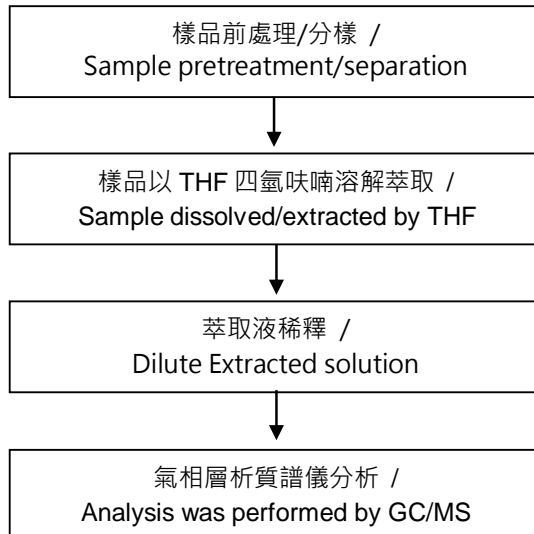 樣品前處理/分樣 /
Sample pretreatment/separation
樣品以 THF 四氫呋喃溶解萃取 /
Sample dissolved/extracted by THF
萃取液稀釋 /
Dilute Extracted solution
氣相層析質譜儀分析 /
Analysis was performed by GC/MS